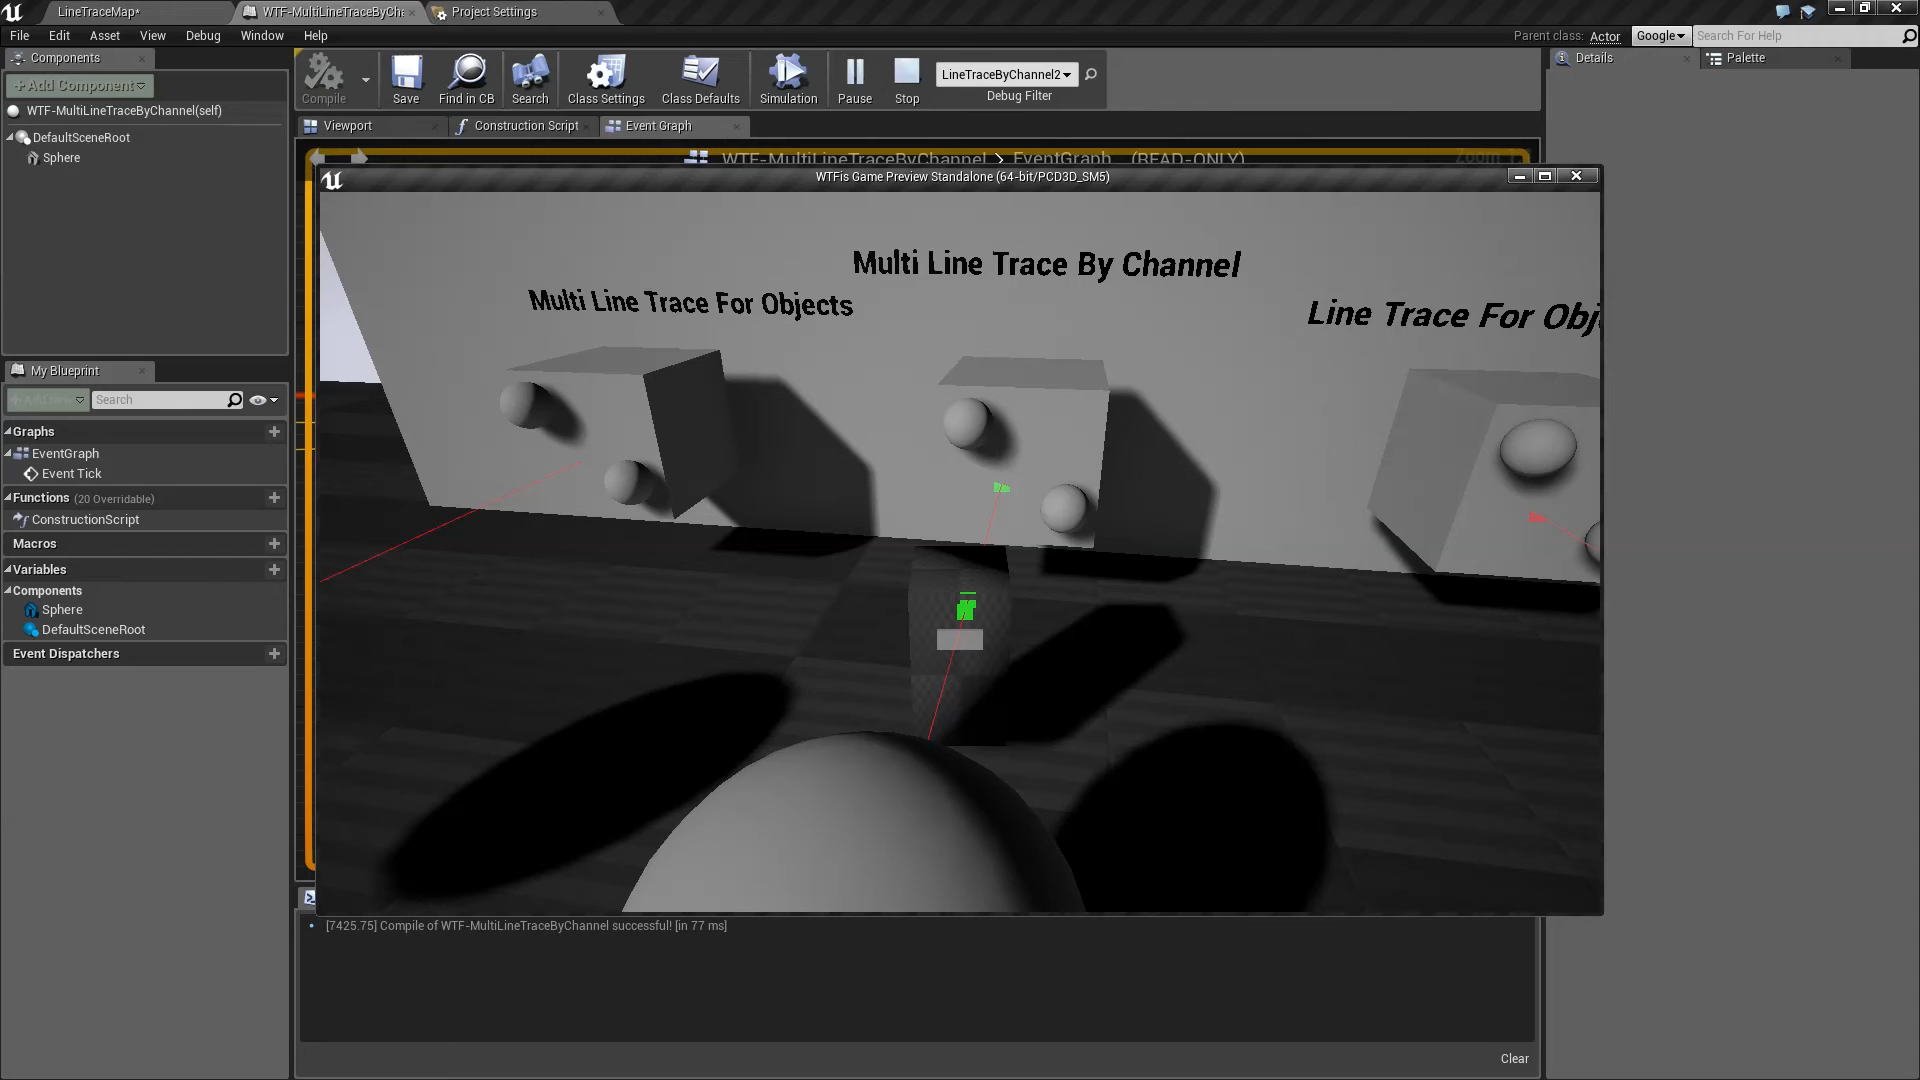 LineTraceMap*
WTF-MultiLineTraceByCha
Project Settings
File Edit Asset View Debug Window Help
Parent class: Actor
Google
Search For Help
Components
Details
Palette
+Add Component
WTF-MultiLineTraceByChannel(self)
DefaultSceneRoot
Sphere
Compile
Save
Find in CB
Search
Class Settings
Class Defaults
Simulation
Pause
Stop
LineTraceByChannel2
Debug Filter
Viewport
Construction Script
Event Graph
WTF-MultiLineTraceByChannel > EventGraph (READ-ONLY)
Zoom
WTFis Game Preview Standalone (64-bit/PCD3D_SM5)
Multi Line Trace By Channel
Multi Line Trace For Objects
Line Trace For Obj
My Blueprint
Search
Graphs
EventGraph
Event Tick
Functions (20 Overridable)
ConstructionScript
Macros
Variables
Components
Sphere
DefaultSceneRoot
Event Dispatchers
[7425.75] Compile of WTF-MultiLineTraceByChannel successful! [in 77 ms]
Clear